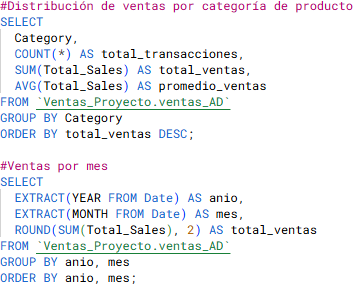 #Distribución de ventas por categoría de producto
SELECT
  Category,
  COUNT(*) AS total_transacciones,
  SUM(Total_Sales) AS total_ventas,
  AVG(Total_Sales) AS promedio_ventas
FROM `Ventas_Proyecto.ventas_AD`
GROUP BY Category
ORDER BY total_ventas DESC;

#Ventas por mes
SELECT
  EXTRACT(YEAR FROM Date) AS anio,
  EXTRACT(MONTH FROM Date) AS mes,
  ROUND(SUM(Total_Sales), 2) AS total_ventas
FROM `Ventas_Proyecto.ventas_AD`
GROUP BY anio, mes
ORDER BY anio, mes;